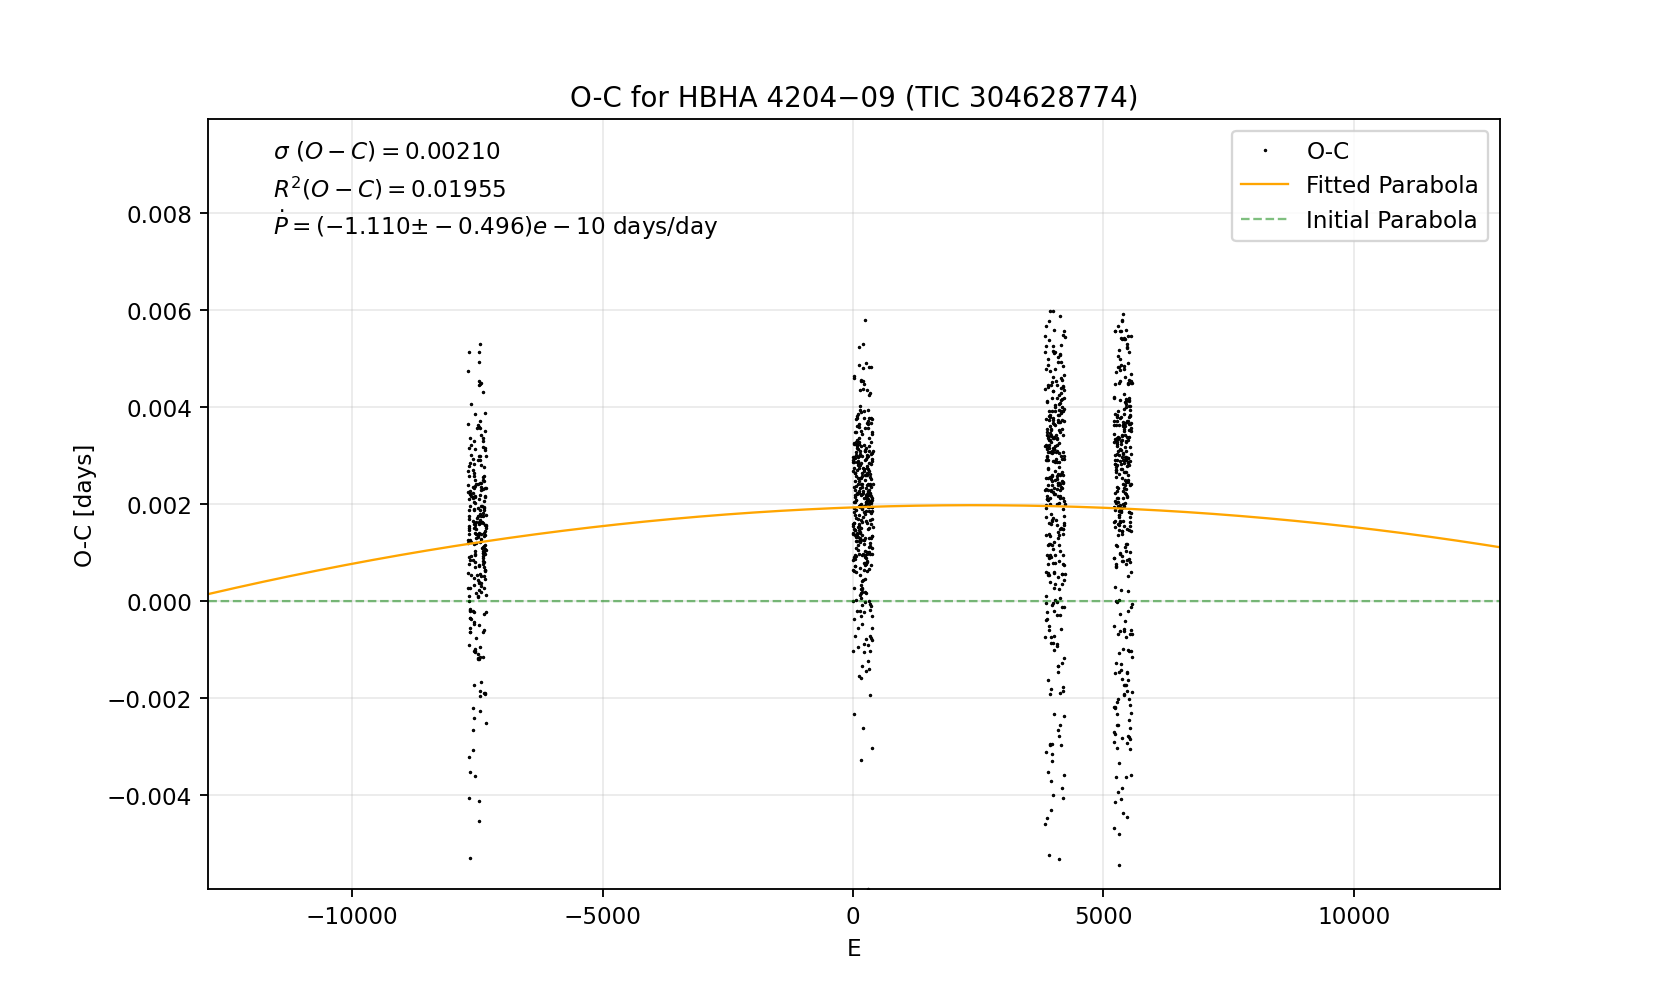 O-C for HBHA 4204−09 (TIC 304628774)
σ (O − C) = 0.00210
R²(O − C) = 0.01955
Ṗ = (−1.110± − 0.496)e − 10 days/day
O-C
Fitted Parabola
Initial Parabola
0.008
0.006
0.004
0.002
0.000
−0.002
−0.004
O-C [days]
−10000 −5000 0 5000 10000
E